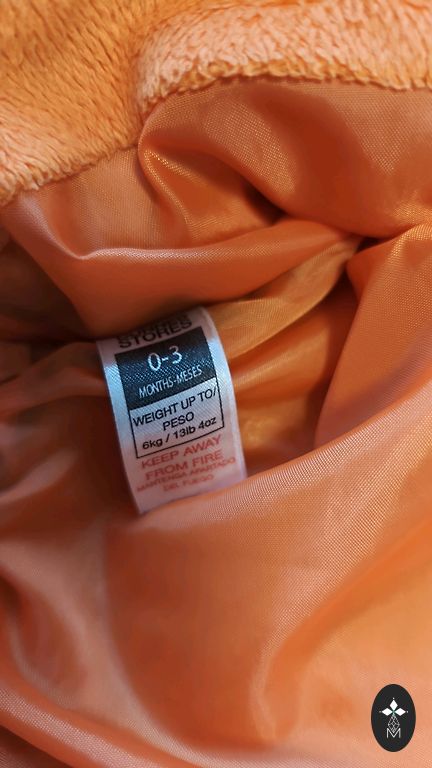 STORES
0-3
MONTHS-MESES
WEIGHT UP TO/
PESO
6kg / 13lb 4oz
KEEP AWAY
FROM FIRE
MANTENGA APARTADO
DEL FUEGO
M